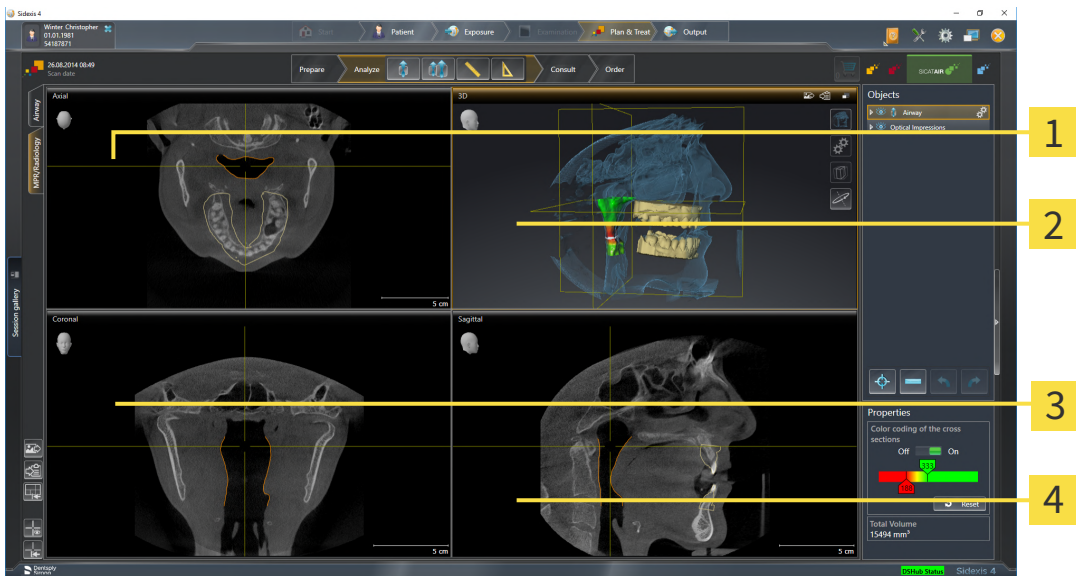 Sidexis 4
Winter Christopher
01.01.1981
54187871
Start
Patient
Exposure
Examination
Plan & Treat
Output
26.08.2014 08:49
Scan date
Prepare
Analyze
Consult
Order
SICATAIR
Airway
MPR/Radiology
Session gallery
Axial
5 cm
3D
Coronal
5 cm
Sagittal
5 cm
Objects
Airway
Optical Impressions
Properties
Color coding of the cross
sections
Off
On
333
Reset
Total Volume
15494 mm³
Dentsply
Sirona
DSHub Status
Sidexis 4
1
2
3
4